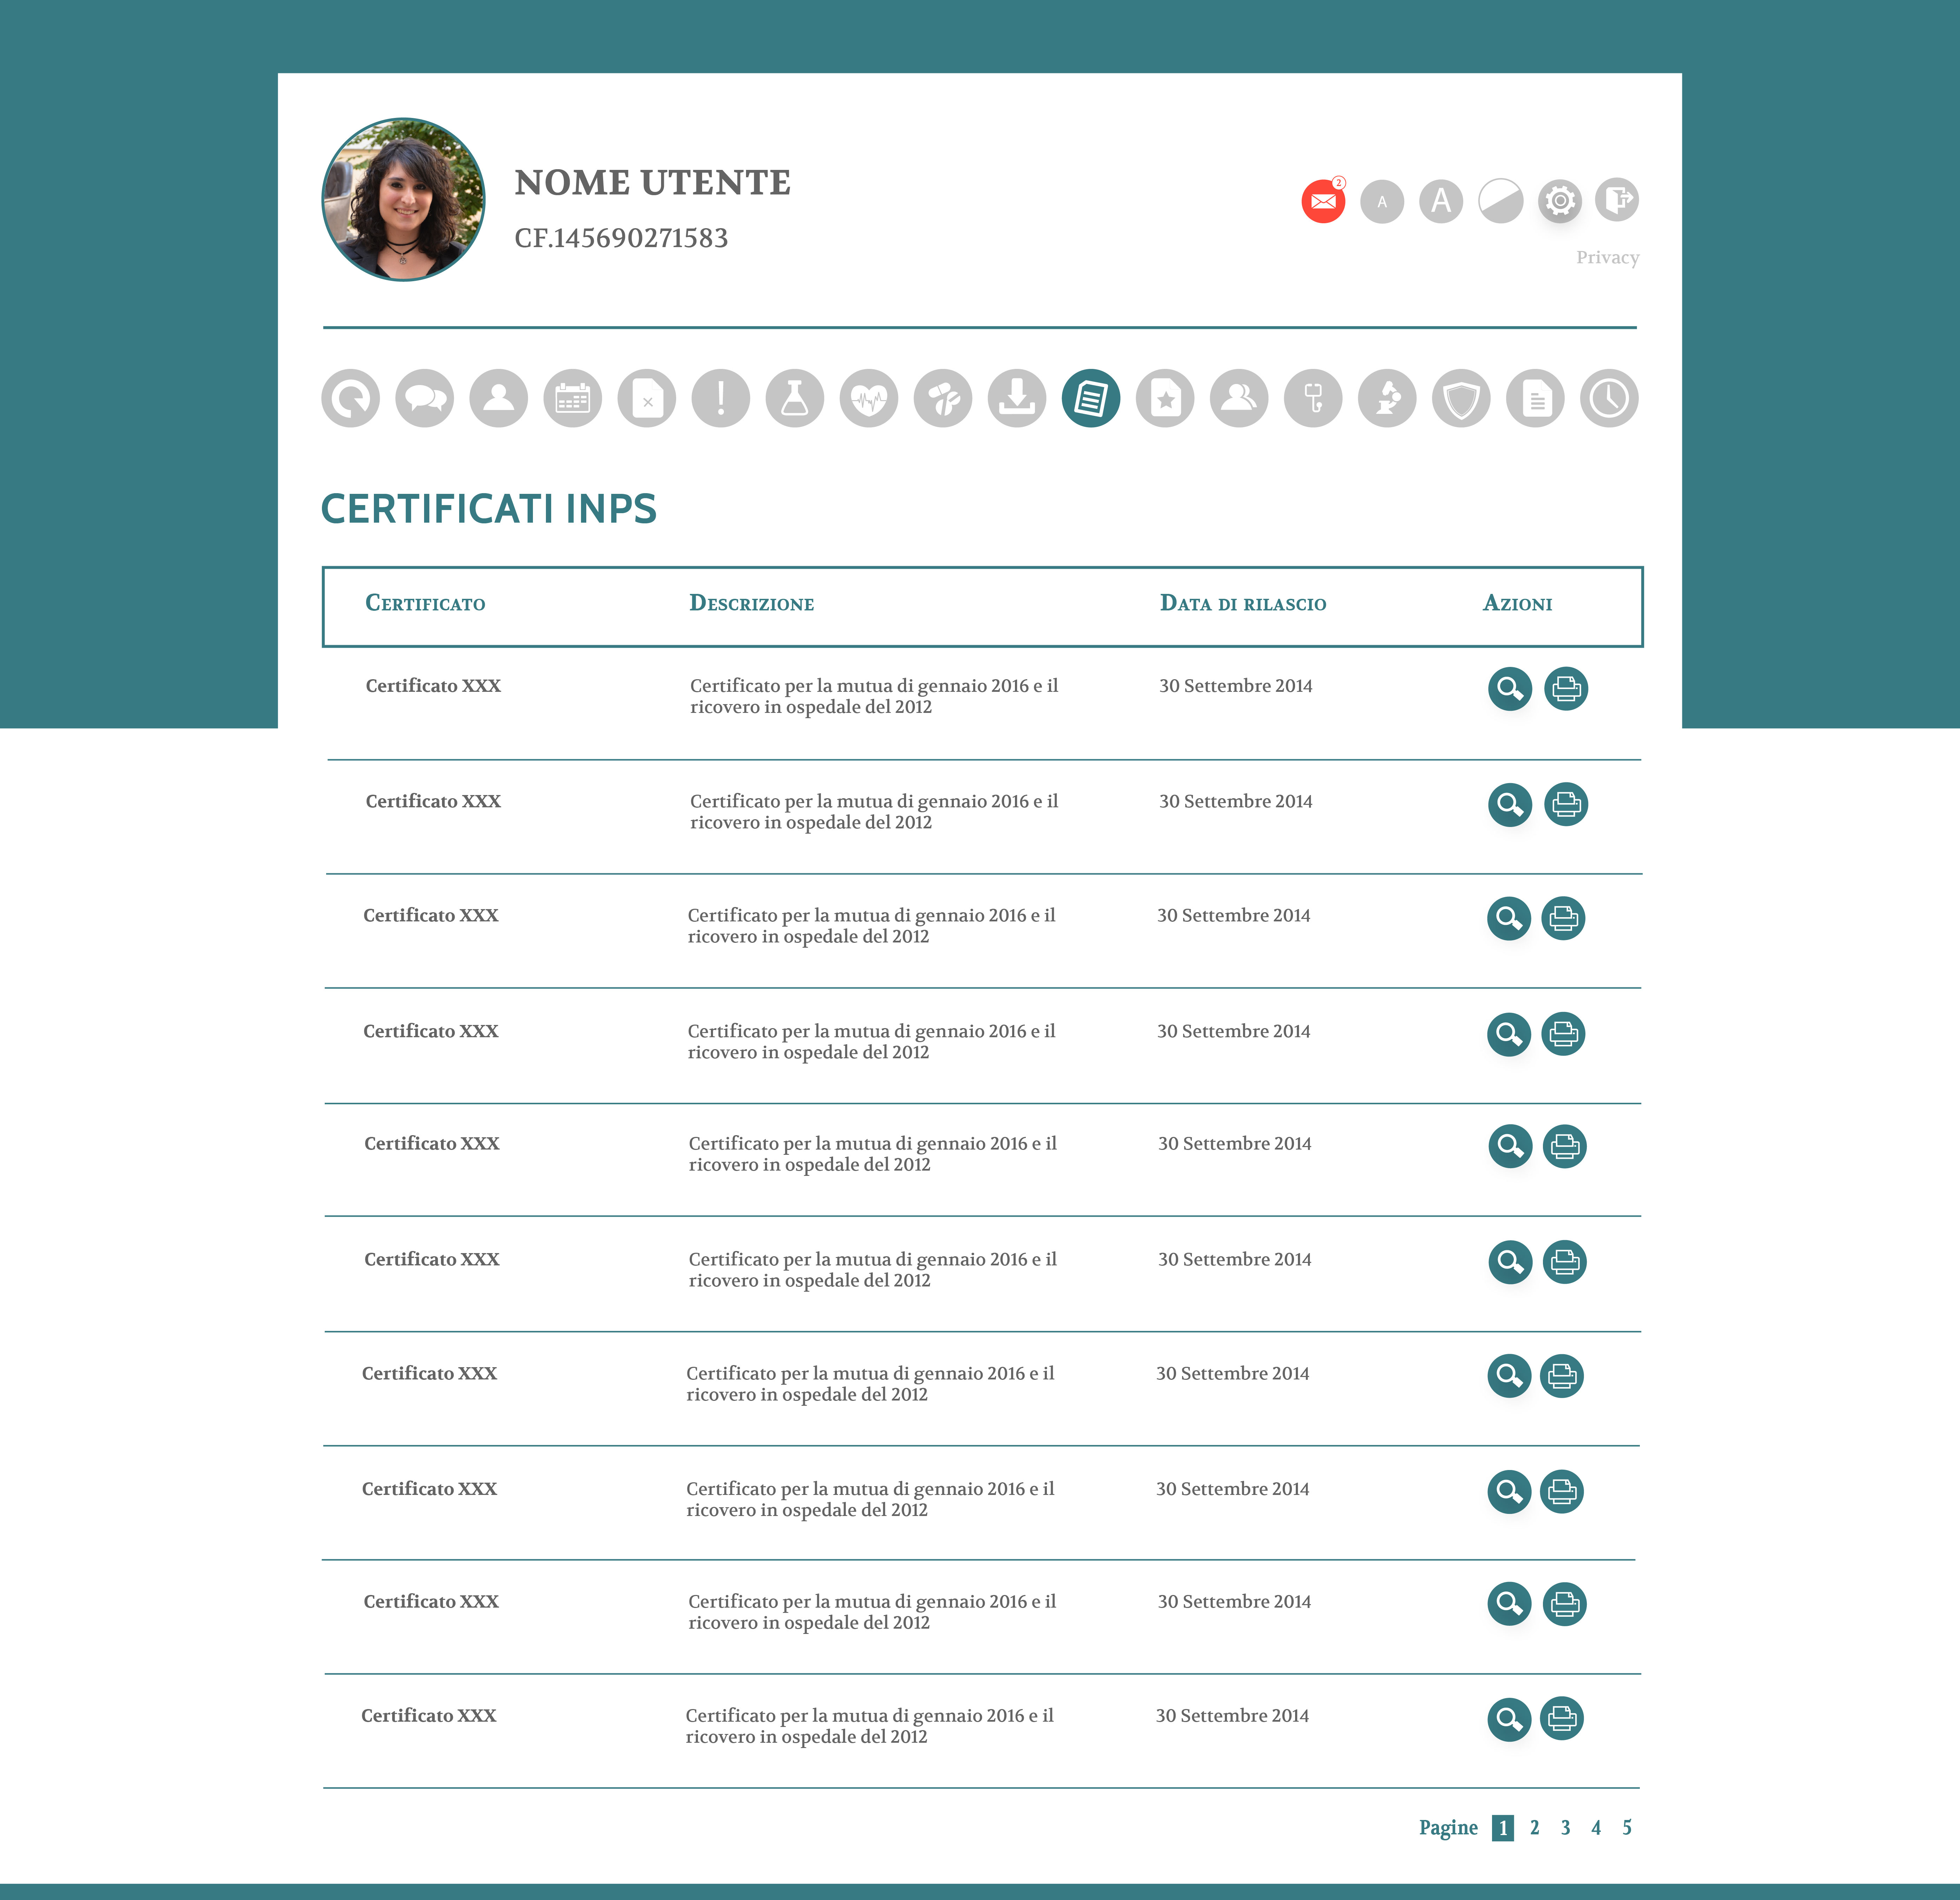 NOME UTENTE
CF.145690271583
2
A
A
Privacy
CERTIFICATI INPS
Certificato Descrizione Data di rilascio Azioni
Certificato XXX Certificato per la mutua di gennaio 2016 e il 30 Settembre 2014
ricovero in ospedale del 2012
Certificato XXX Certificato per la mutua di gennaio 2016 e il 30 Settembre 2014
ricovero in ospedale del 2012
Certificato XXX Certificato per la mutua di gennaio 2016 e il 30 Settembre 2014
ricovero in ospedale del 2012
Certificato XXX Certificato per la mutua di gennaio 2016 e il 30 Settembre 2014
ricovero in ospedale del 2012
Certificato XXX Certificato per la mutua di gennaio 2016 e il 30 Settembre 2014
ricovero in ospedale del 2012
Certificato XXX Certificato per la mutua di gennaio 2016 e il 30 Settembre 2014
ricovero in ospedale del 2012
Certificato XXX Certificato per la mutua di gennaio 2016 e il 30 Settembre 2014
ricovero in ospedale del 2012
Certificato XXX Certificato per la mutua di gennaio 2016 e il 30 Settembre 2014
ricovero in ospedale del 2012
Certificato XXX Certificato per la mutua di gennaio 2016 e il 30 Settembre 2014
ricovero in ospedale del 2012
Certificato XXX Certificato per la mutua di gennaio 2016 e il 30 Settembre 2014
ricovero in ospedale del 2012
Pagine 1 2 3 4 5